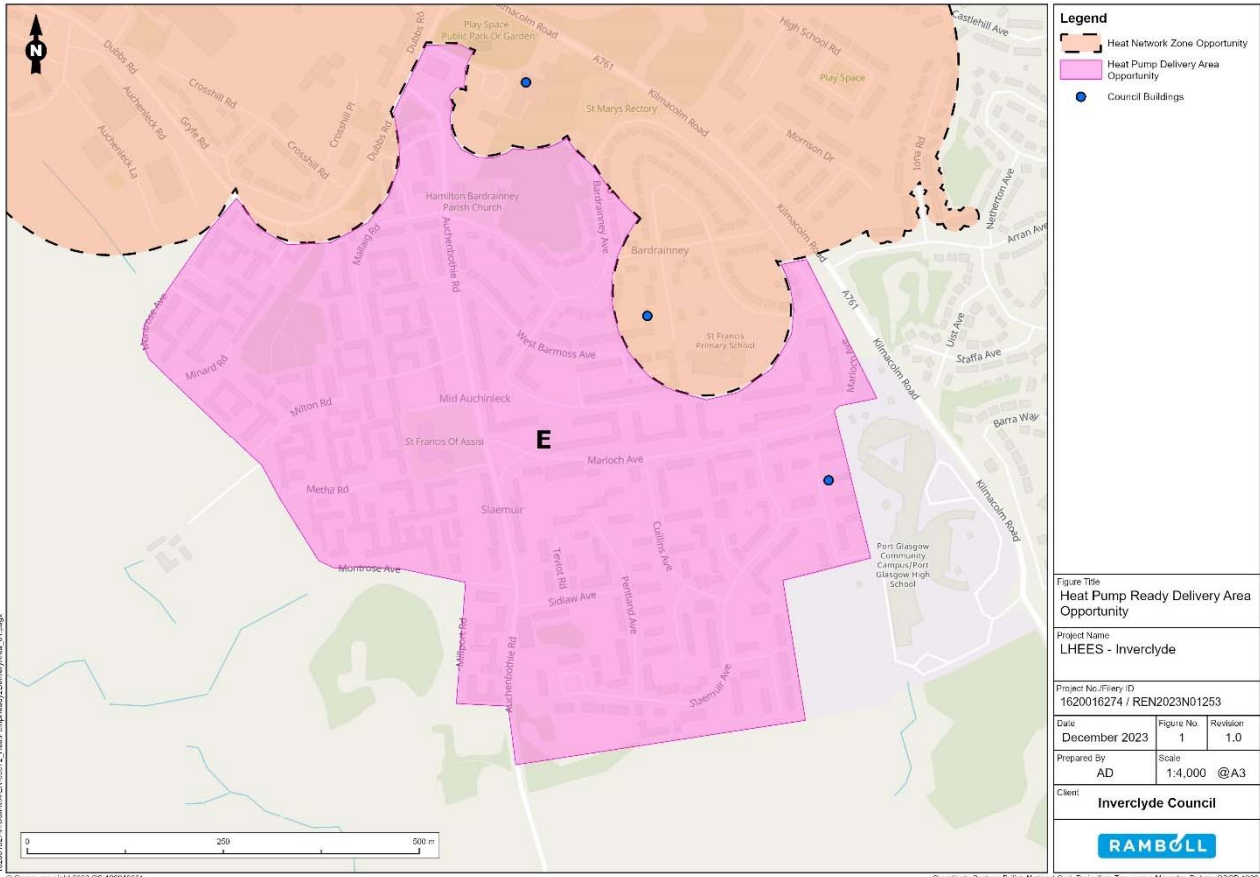 N
Dubbs Rd
Play Space
Public Park Or Garden
Kilmacolm Road
A761
High School Rd
Castlehill Ave
Dubbs Rd
Auchenleck Rd
Crosshill Rd
Gryfe Rd
Auchenleck La
Crosshill Rd
Crosshill Pl
Dubbs Rd
St Marys Rectory
Kilmacolm Road
Play Space
Morrison Dr
Iona Rd
Netherton Ave
Arran Ave
Hamilton Bardrainney
Parish Church
Mallaig Rd
Auchenbothie Rd
Bardrainney Ave
Bardrainney
Kilmacolm Road
A761
Uist Ave
Staffa Ave
Kilmacolm Road
Barra Way
Montrose Ave
Minard Rd
Milton Rd
West Barmoss Ave
St Francis
Primary School
Marloch Ave
Mid Auchinleck
St Francis Of Assisi
E
Marloch Ave
Methil Rd
Slaemuir
Montrose Ave
Teviot Rd
Cuillins Ave
Sidlaw Ave
Pentland Ave
Millport Rd
Auchenbothie Rd
Slaemuir Ave
Port Glasgow
Community
Campus/Port
Glasgow High
School
Kilmacolm Road
0 250 500 m
Legend
Heat Network Zone Opportunity
Heat Pump Delivery Area
Opportunity
Council Buildings
Figure Title
Heat Pump Ready Delivery Area
Opportunity
Project Name
LHEES - Inverclyde
Project No./Filery ID
1620016274 / REN2023N01253
Date
December 2023
Figure No.
1
Revision
1.0
Prepared By
AD
Scale
1:4,000 @A3
Client
Inverclyde Council
RAMBOLL